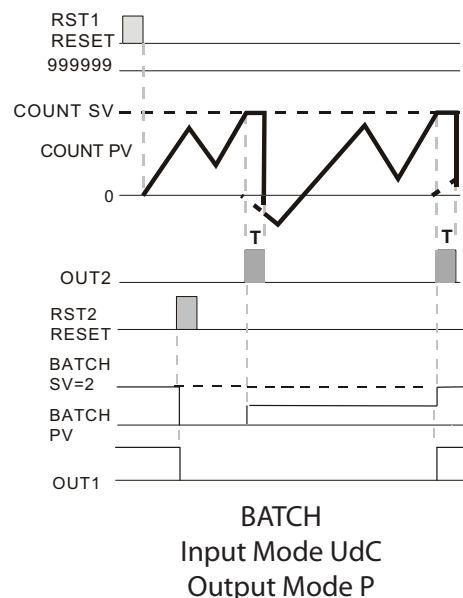 RST1
RESET
999999
COUNT SV
COUNT PV
0
T
T
OUT2
RST2
RESET
BATCH
SV=2
BATCH
PV
OUT1
BATCH
Input Mode UdC
Output Mode P